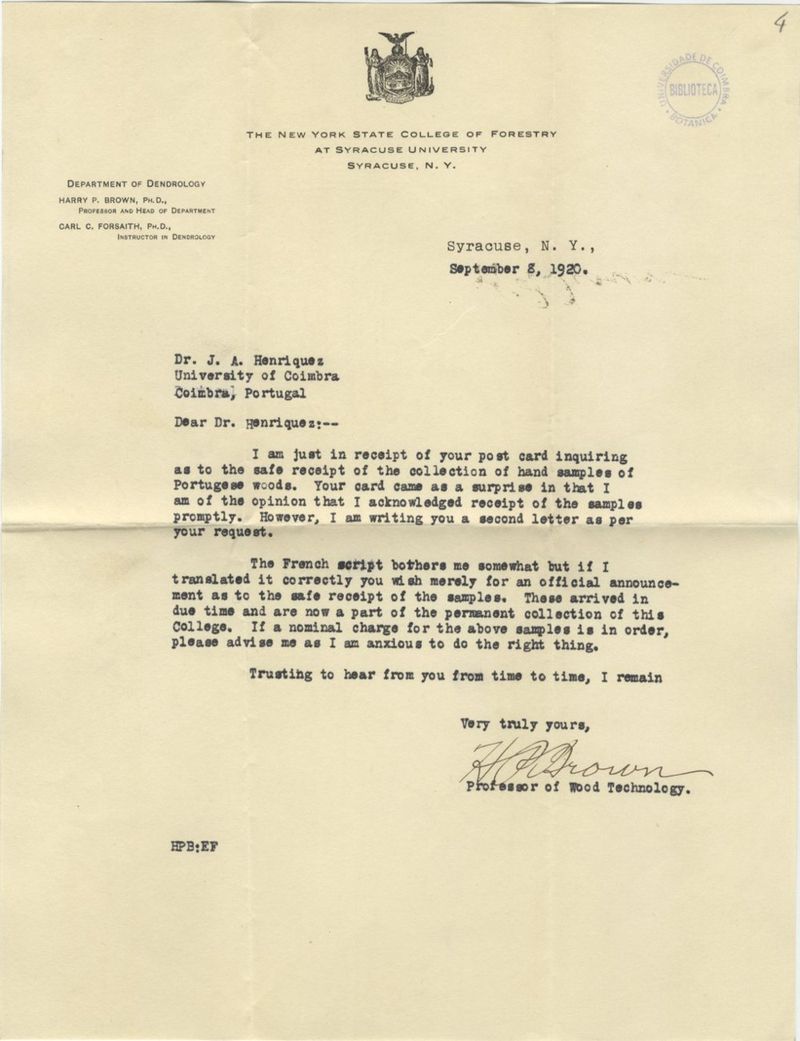 4
UNIVERSIDADE DE COIMBRA
BIBLIOTECA
BOTANICA
THE NEW YORK STATE COLLEGE OF FORESTRY
AT SYRACUSE UNIVERSITY
SYRACUSE, N. Y.
DEPARTMENT OF DENDROLOGY
HARRY P. BROWN, PH.D.,
PROFESSOR AND HEAD OF DEPARTMENT
CARL C. FORSAITH, PH.D.,
INSTRUCTOR IN DENDROLOGY
Syracuse, N. Y.,
September 8, 1920.
Dr. J. A. Henriquez
University of Coimbra
Coimbra, Portugal
Dear Dr. Henriquez:--
I am just in receipt of your post card inquiring
as to the safe receipt of the collection of hand samples of
Portugese woods. Your card came as a surprise in that I
am of the opinion that I acknowledged receipt of the samples
promptly. However, I am writing you a second letter as per
your request.
The French script bothers me somewhat but if I
translated it correctly you wish merely for an official announce-
ment as to the safe receipt of the samples. These arrived in
due time and are now a part of the permanent collection of this
College. If a nominal charge for the above samples is in order,
please advise me as I am anxious to do the right thing.
Trusting to hear from you from time to time, I remain
Very truly yours,
H P Brown
Professor of Wood Technology.
HPB:EF